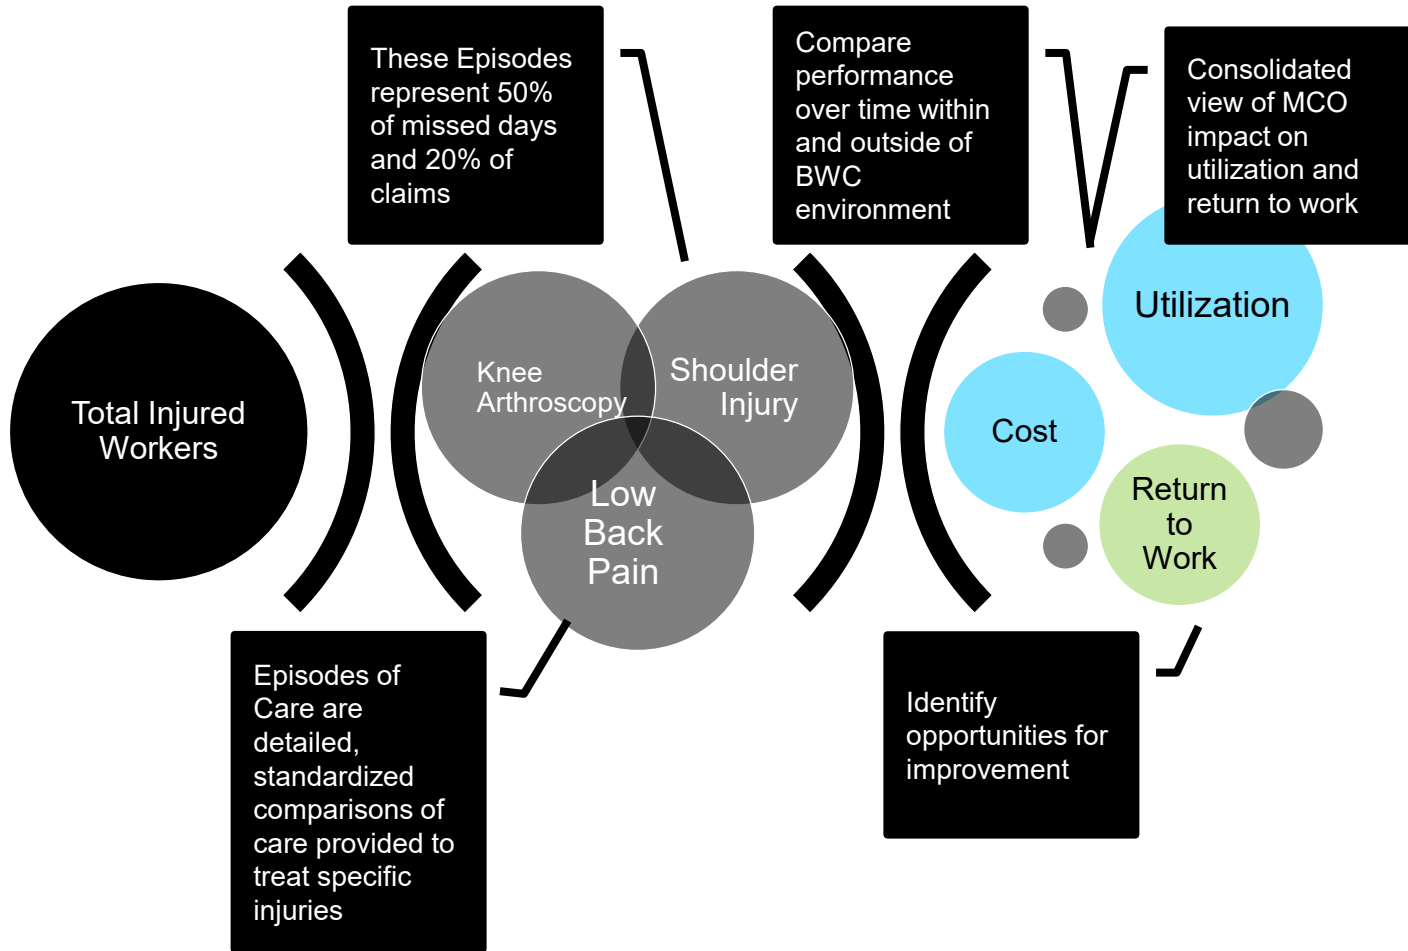 These Episodes
represent 50%
of missed days
and 20% of
claims
Compare
performance
over time within
and outside of
BWC
environment
Consolidated
view of MCO
impact on
utilization and
return to work
Total Injured
Workers
Knee
Arthroscopy
Shoulder
Injury
Low
Back
Pain
Utilization
Cost
Return
to
Work
Episodes of
Care are
detailed,
standardized
comparisons of
care provided to
treat specific
injuries
Identify
opportunities for
improvement